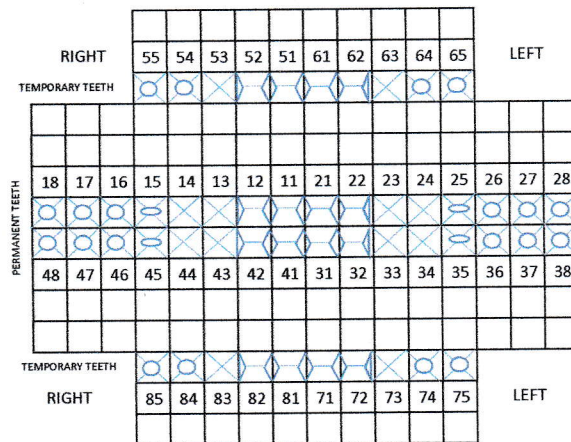 RIGHT 55 54 53 52 51 61 62 63 64 65 LEFT
TEMPORARY TEETH
PERMANENT TEETH
18 17 16 15 14 13 12 11 21 22 23 24 25 26 27 28
48 47 46 45 44 43 42 41 31 32 33 34 35 36 37 38
TEMPORARY TEETH
RIGHT 85 84 83 82 81 71 72 73 74 75 LEFT